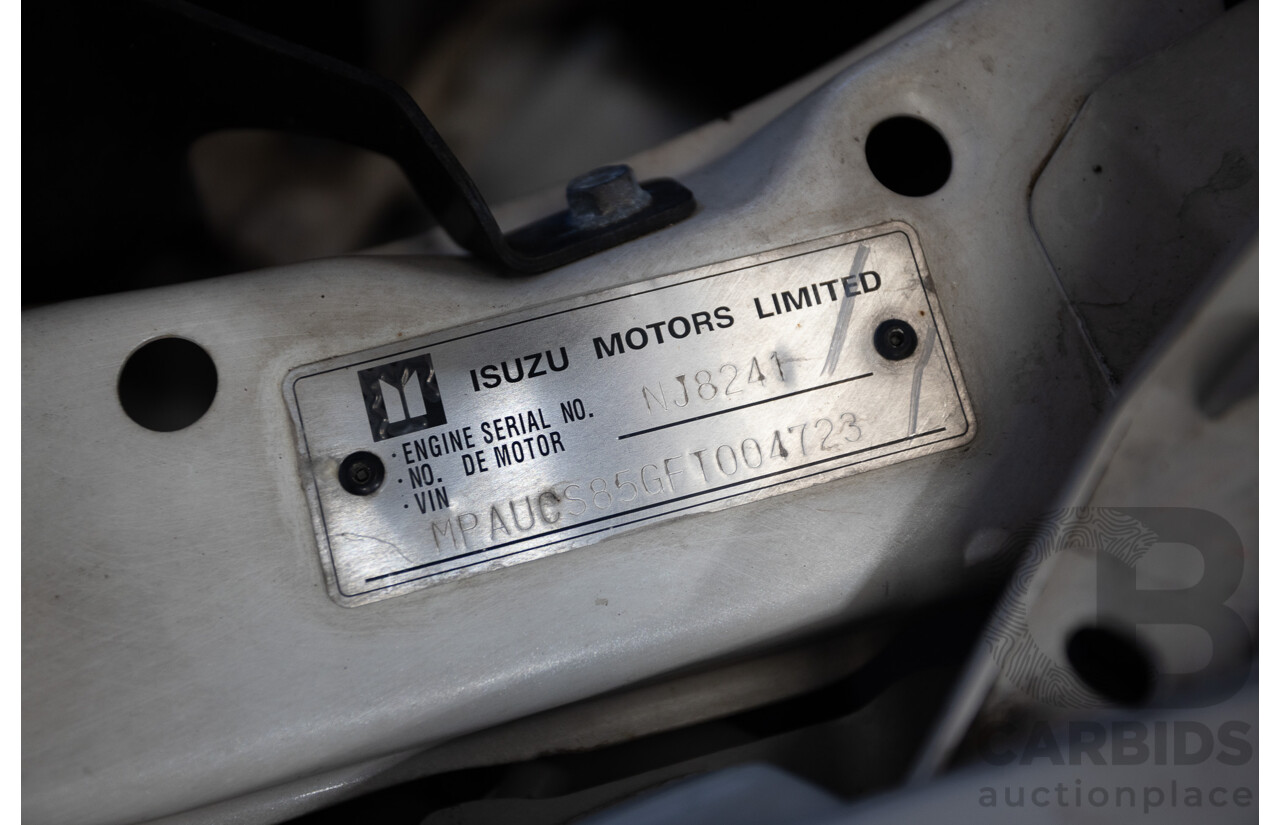 ISUZU MOTORS LIMITED
· ENGINE SERIAL NO. NJ8241
· NO. DE MOTOR
· VIN
MPAUCS85GFT004723
CARBIDS
auctionplace